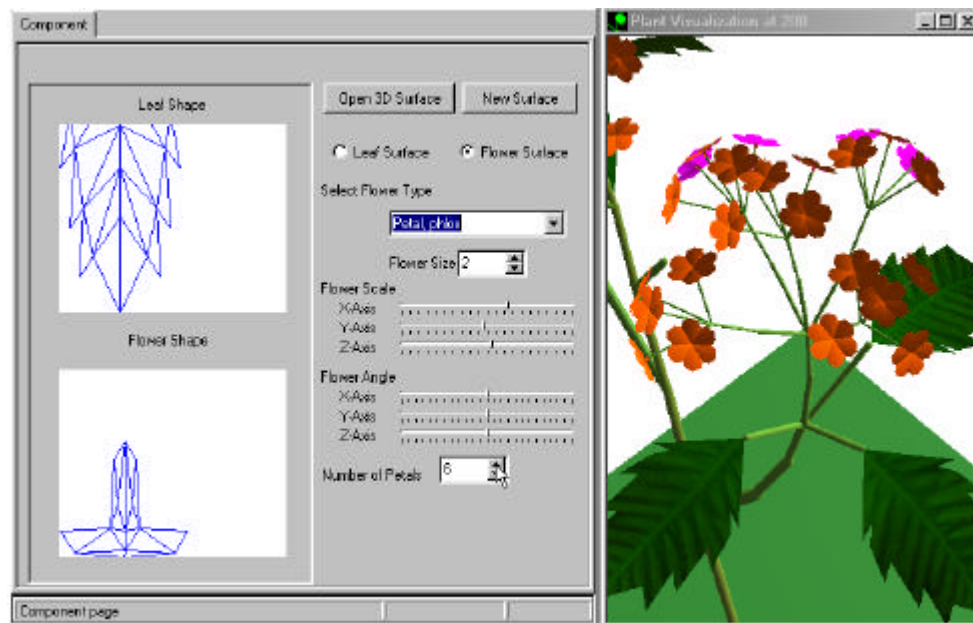 Component
Plant Visualization at 200
Leaf Shape
Open 3D Surface
New Surface
Leaf Surface
Flower Surface
Select Flower Type
Petal, phlox
Flower Size 2
Flower Scale
X-Axis
Y-Axis
Z-Axis
Flower Shape
Flower Angle
X-Axis
Y-Axis
Z-Axis
Number of Petals 6
Component page